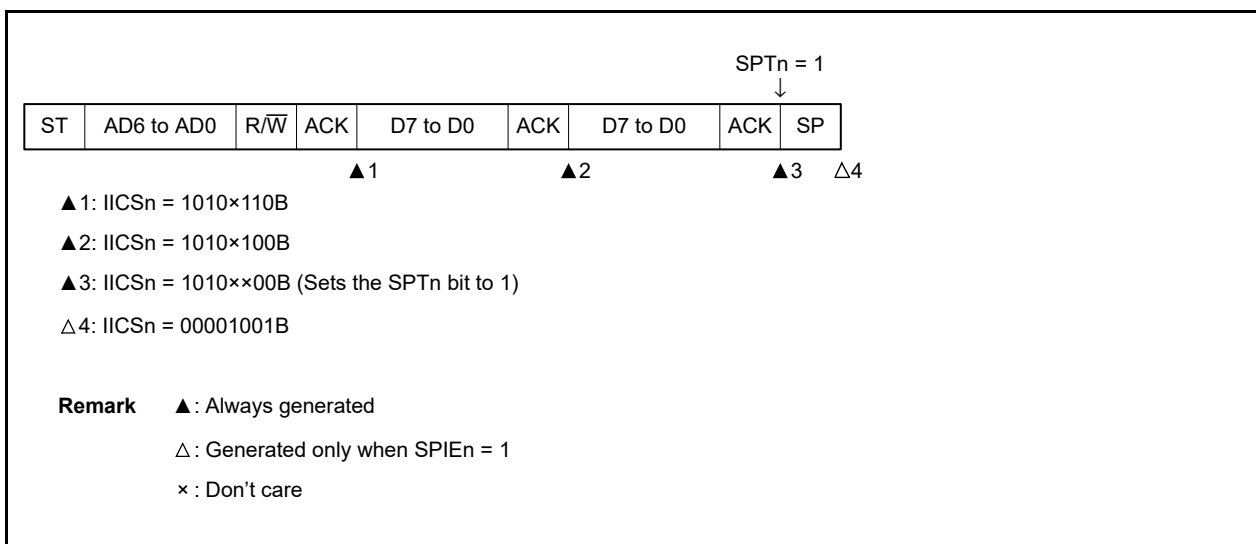 SPTn = 1
↓
ST AD6 to AD0 R/W̅ ACK D7 to D0 ACK D7 to D0 ACK SP
▲1 ▲2 ▲3 △4
▲1: IICSn = 1010×110B
▲2: IICSn = 1010×100B
▲3: IICSn = 1010××00B (Sets the SPTn bit to 1)
△4: IICSn = 00001001B
Remark ▲: Always generated
△: Generated only when SPIEn = 1
× : Don't care